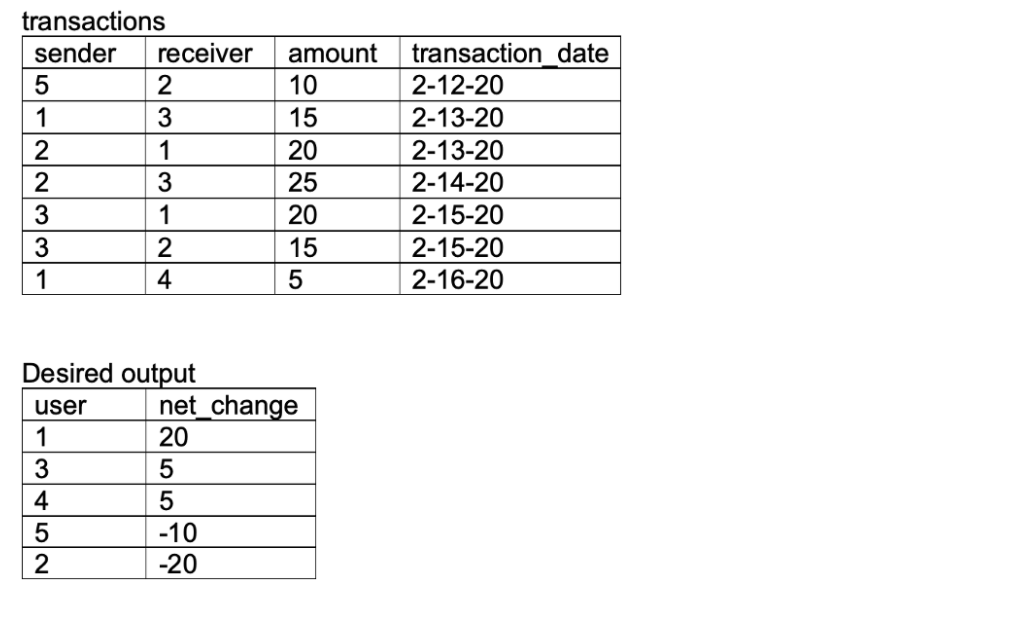 transactions
sender receiver amount transaction_date
5 2 10 2-12-20
1 3 15 2-13-20
2 1 20 2-13-20
2 3 25 2-14-20
3 1 20 2-15-20
3 2 15 2-15-20
1 4 5 2-16-20
Desired output
user net_change
1 20
3 5
4 5
5 -10
2 -20